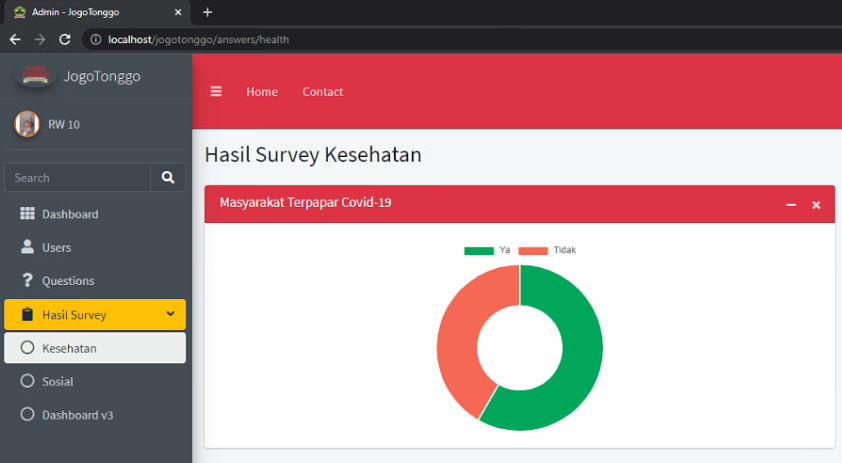 Admin - JogoTonggo
localhost/jogotonggo/answers/health
JogoTonggo
RW 10
Search
Dashboard
Users
Questions
Hasil Survey
Kesehatan
Sosial
Dashboard v3
Home Contact
Hasil Survey Kesehatan
Masyarakat Terpapar Covid-19
Ya Tidak